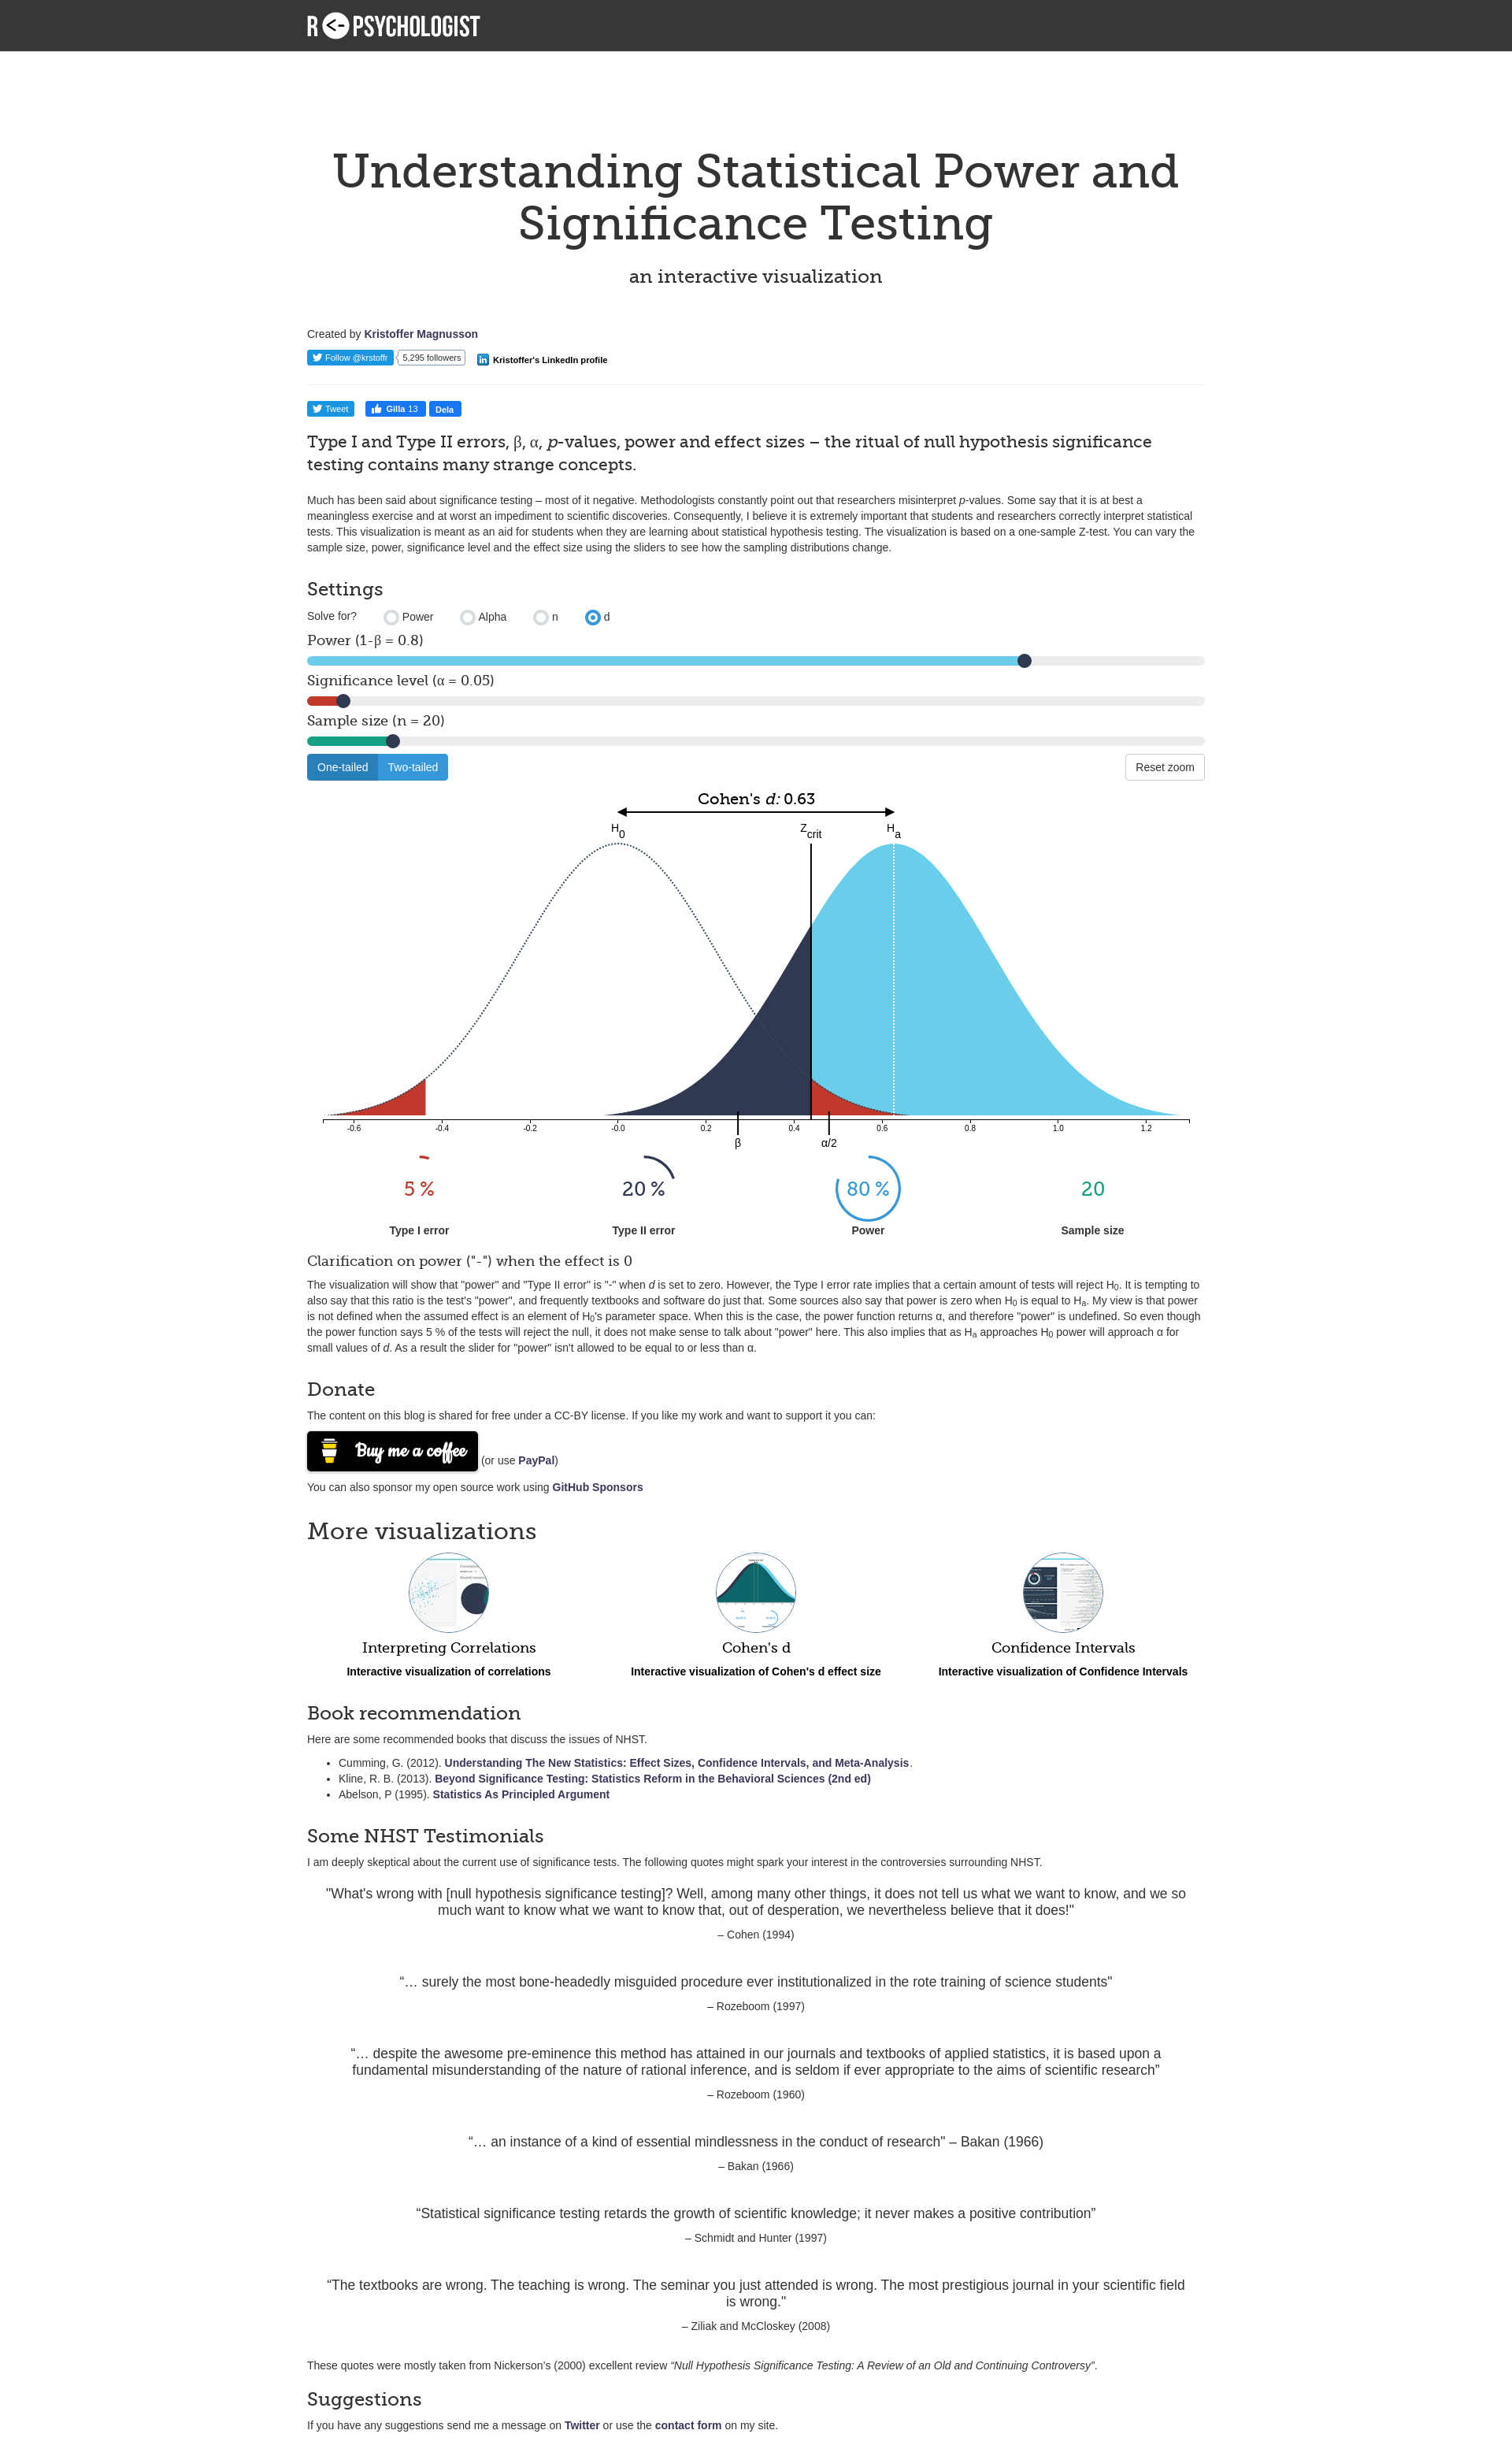 R <- PSYCHOLOGIST
Understanding Statistical Power and
Significance Testing
an interactive visualization
Created by Kristoffer Magnusson
Follow @krstoffr 5,295 followers Kristoffer's LinkedIn profile
Tweet Gilla 13 Dela
Type I and Type II errors, β, α, p-values, power and effect sizes – the ritual of null hypothesis significance
testing contains many strange concepts.
Much has been said about significance testing – most of it negative. Methodologists constantly point out that researchers misinterpret p-values. Some say that it is at best a
meaningless exercise and at worst an impediment to scientific discoveries. Consequently, I believe it is extremely important that students and researchers correctly interpret statistical
tests. This visualization is meant as an aid for students when they are learning about statistical hypothesis testing. The visualization is based on a one-sample Z-test. You can vary the
sample size, power, significance level and the effect size using the sliders to see how the sampling distributions change.
Settings
Solve for? Power Alpha n d
Power (1-β = 0.8)
Significance level (α = 0.05)
Sample size (n = 20)
One-tailed Two-tailed Reset zoom
Cohen's d: 0.63
H0 Zcrit Ha
-0.6 -0.4 -0.2 -0.0 0.2 0.4 0.6 0.8 1.0 1.2
β α/2
5 % 20 % 80 % 20
Type I error Type II error Power Sample size
Clarification on power ("-") when the effect is 0
The visualization will show that "power" and "Type II error" is "-" when d is set to zero. However, the Type I error rate implies that a certain amount of tests will reject H0. It is tempting to
also say that this ratio is the test's "power", and frequently textbooks and software do just that. Some sources also say that power is zero when H0 is equal to Ha. My view is that power
is not defined when the assumed effect is an element of H0's parameter space. When this is the case, the power function returns α, and therefore "power" is undefined. So even though
the power function says 5 % of the tests will reject the null, it does not make sense to talk about "power" here. This also implies that as Ha approaches H0 power will approach α for
small values of d. As a result the slider for "power" isn't allowed to be equal to or less than α.
Donate
The content on this blog is shared for free under a CC-BY license. If you like my work and want to support it you can:
Buy me a coffee (or use PayPal)
You can also sponsor my open source work using GitHub Sponsors
More visualizations
Interpreting Correlations Cohen's d Confidence Intervals
Interactive visualization of correlations Interactive visualization of Cohen's d effect size Interactive visualization of Confidence Intervals
Book recommendation
Here are some recommended books that discuss the issues of NHST.
• Cumming, G. (2012). Understanding The New Statistics: Effect Sizes, Confidence Intervals, and Meta-Analysis.
• Kline, R. B. (2013). Beyond Significance Testing: Statistics Reform in the Behavioral Sciences (2nd ed)
• Abelson, P (1995). Statistics As Principled Argument
Some NHST Testimonials
I am deeply skeptical about the current use of significance tests. The following quotes might spark your interest in the controversies surrounding NHST.
"What's wrong with [null hypothesis significance testing]? Well, among many other things, it does not tell us what we want to know, and we so
much want to know what we want to know that, out of desperation, we nevertheless believe that it does!"
– Cohen (1994)
“… surely the most bone-headedly misguided procedure ever institutionalized in the rote training of science students"
– Rozeboom (1997)
“… despite the awesome pre-eminence this method has attained in our journals and textbooks of applied statistics, it is based upon a
fundamental misunderstanding of the nature of rational inference, and is seldom if ever appropriate to the aims of scientific research”
– Rozeboom (1960)
“… an instance of a kind of essential mindlessness in the conduct of research" – Bakan (1966)
– Bakan (1966)
“Statistical significance testing retards the growth of scientific knowledge; it never makes a positive contribution”
– Schmidt and Hunter (1997)
“The textbooks are wrong. The teaching is wrong. The seminar you just attended is wrong. The most prestigious journal in your scientific field
is wrong."
– Ziliak and McCloskey (2008)
These quotes were mostly taken from Nickerson’s (2000) excellent review “Null Hypothesis Significance Testing: A Review of an Old and Continuing Controversy”.
Suggestions
If you have any suggestions send me a message on Twitter or use the contact form on my site.